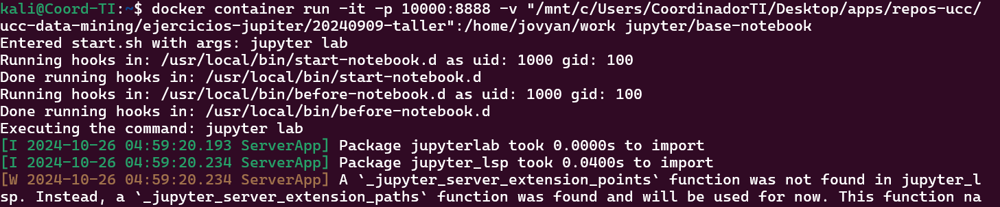 kali@Coord-TI:~$ docker container run -it -p 10000:8888 -v "/mnt/c/Users/CoordinadorTI/Desktop/apps/repos-ucc/
ucc-data-mining/ejercicios-jupiter/20240909-taller":/home/jovyan/work jupyter/base-notebook
Entered start.sh with args: jupyter lab
Running hooks in: /usr/local/bin/start-notebook.d as uid: 1000 gid: 100
Done running hooks in: /usr/local/bin/start-notebook.d
Running hooks in: /usr/local/bin/before-notebook.d as uid: 1000 gid: 100
Done running hooks in: /usr/local/bin/before-notebook.d
Executing the command: jupyter lab
[I 2024-10-26 04:59:20.193 ServerApp] Package jupyterlab took 0.0000s to import
[I 2024-10-26 04:59:20.234 ServerApp] Package jupyter_lsp took 0.0400s to import
[W 2024-10-26 04:59:20.234 ServerApp] A `_jupyter_server_extension_points` function was not found in jupyter_l
sp. Instead, a `_jupyter_server_extension_paths` function was found and will be used for now. This function na